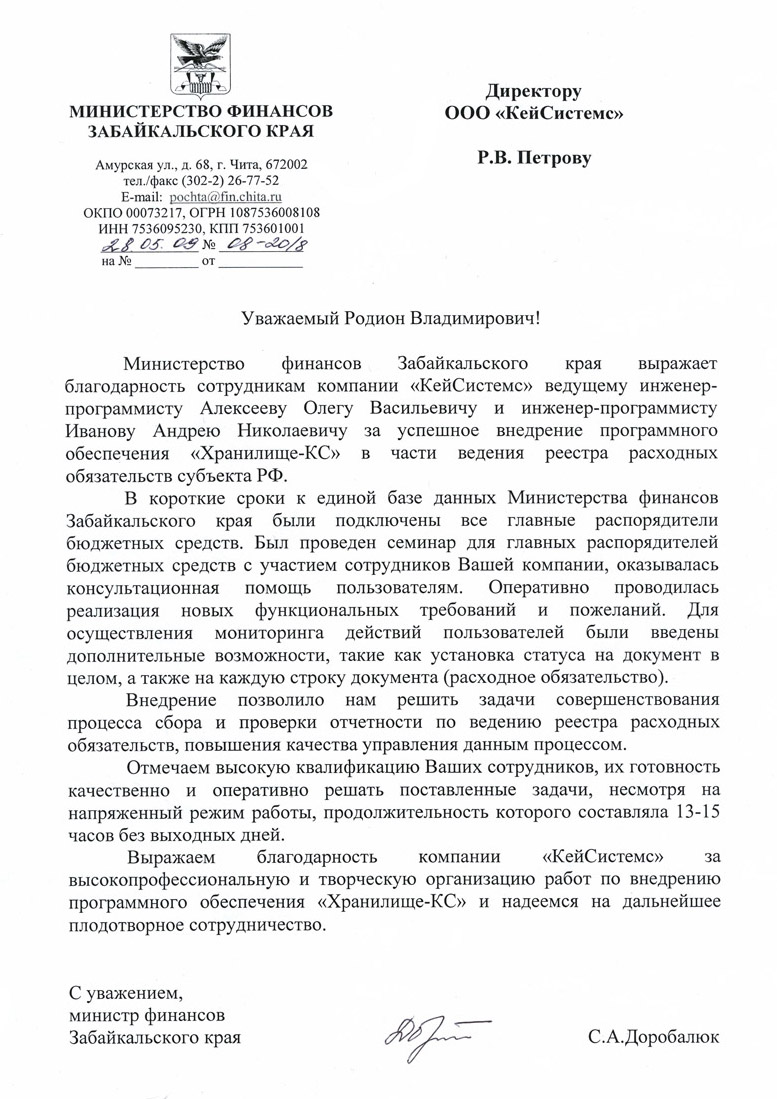 МИНИСТЕРСТВО ФИНАНСОВ
ЗАБАЙКАЛЬСКОГО КРАЯ
Амурская ул., д. 68, г. Чита, 672002
тел./факс (302-2) 26-77-52
E-mail: pochta@fin.chita.ru
ОКПО 00073217, ОГРН 1087536008108
ИНН 7536095230, КПП 753601001
28.05.09 № 08-20/8
на № __________ от _____________
Директору
ООО «КейСистемс»
Р.В. Петрову
Уважаемый Родион Владимирович!
Министерство финансов Забайкальского края выражает
благодарность сотрудникам компании «КейСистемс» ведущему инженер-
программисту Алексееву Олегу Васильевичу и инженер-программисту
Иванову Андрею Николаевичу за успешное внедрение программного
обеспечения «Хранилище-КС» в части ведения реестра расходных
обязательств субъекта РФ.
В короткие сроки к единой базе данных Министерства финансов
Забайкальского края были подключены все главные распорядители
бюджетных средств. Был проведен семинар для главных распорядителей
бюджетных средств с участием сотрудников Вашей компании, оказывалась
консультационная помощь пользователям. Оперативно проводилась
реализация новых функциональных требований и пожеланий. Для
осуществления мониторинга действий пользователей были введены
дополнительные возможности, такие как установка статуса на документ в
целом, а также на каждую строку документа (расходное обязательство).
Внедрение позволило нам решить задачи совершенствования
процесса сбора и проверки отчетности по ведению реестра расходных
обязательств, повышения качества управления данным процессом.
Отмечаем высокую квалификацию Ваших сотрудников, их готовность
качественно и оперативно решать поставленные задачи, несмотря на
напряженный режим работы, продолжительность которого составляла 13-15
часов без выходных дней.
Выражаем благодарность компании «КейСистемс» за
высокопрофессиональную и творческую организацию работ по внедрению
программного обеспечения «Хранилище-КС» и надеемся на дальнейшее
плодотворное сотрудничество.
С уважением,
министр финансов
Забайкальского края
С.А.Доробалюк